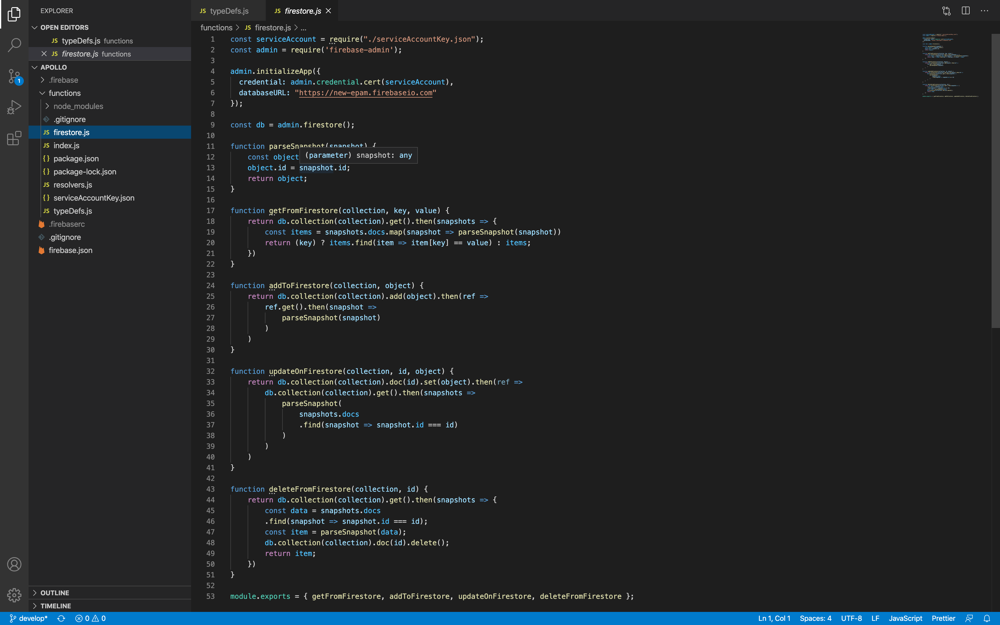 EXPLORER
OPEN EDITORS
JS typeDefs.js functions
JS firestore.js functions
APOLLO
.firebase
functions
node_modules
.gitignore
JS firestore.js
JS index.js
{} package.json
{} package-lock.json
JS resolvers.js
{} serviceAccountKey.json
JS typeDefs.js
.firebaserc
.gitignore
firebase.json
OUTLINE
TIMELINE
1
JS typeDefs.js
JS firestore.js
functions > JS firestore.js > ...
1 const serviceAccount = require("./serviceAccountKey.json");
2 const admin = require('firebase-admin');
3
4 admin.initializeApp({
5 credential: admin.credential.cert(serviceAccount),
6 databaseURL: "https://new-epam.firebaseio.com"
7 });
8
9 const db = admin.firestore();
10
11 function parseSnapshot(snapshot) {
12 const object
(parameter) snapshot: any
13 object.id = snapshot.id;
14 return object;
15 }
16
17 function getFromFirestore(collection, key, value) {
18 return db.collection(collection).get().then(snapshots => {
19 const items = snapshots.docs.map(snapshot => parseSnapshot(snapshot))
20 return (key) ? items.find(item => item[key] == value) : items;
21 })
22 }
23
24 function addToFirestore(collection, object) {
25 return db.collection(collection).add(object).then(ref =>
26 ref.get().then(snapshot =>
27 parseSnapshot(snapshot)
28 )
29 )
30 }
31
32 function updateOnFirestore(collection, id, object) {
33 return db.collection(collection).doc(id).set(object).then(ref =>
34 db.collection(collection).get().then(snapshots =>
35 parseSnapshot(
36 snapshots.docs
37 .find(snapshot => snapshot.id === id)
38 )
39 )
40 )
41 }
42
43 function deleteFromFirestore(collection, id) {
44 return db.collection(collection).get().then(snapshots => {
45 const data = snapshots.docs
46 .find(snapshot => snapshot.id === id);
47 const item = parseSnapshot(data);
48 db.collection(collection).doc(id).delete();
49 return item;
50 })
51 }
52
53 module.exports = { getFromFirestore, addToFirestore, updateOnFirestore, deleteFromFirestore };
develop* 0 0 Ln 1, Col 1 Spaces: 4 UTF-8 LF JavaScript Prettier